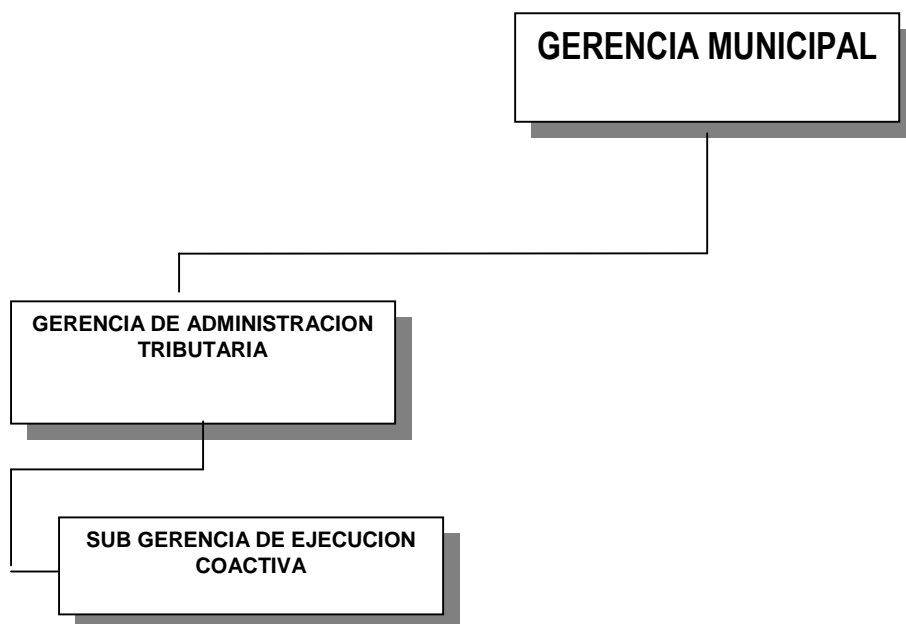 GERENCIA MUNICIPAL
GERENCIA DE ADMINISTRACION
TRIBUTARIA
SUB GERENCIA DE EJECUCION
COACTIVA